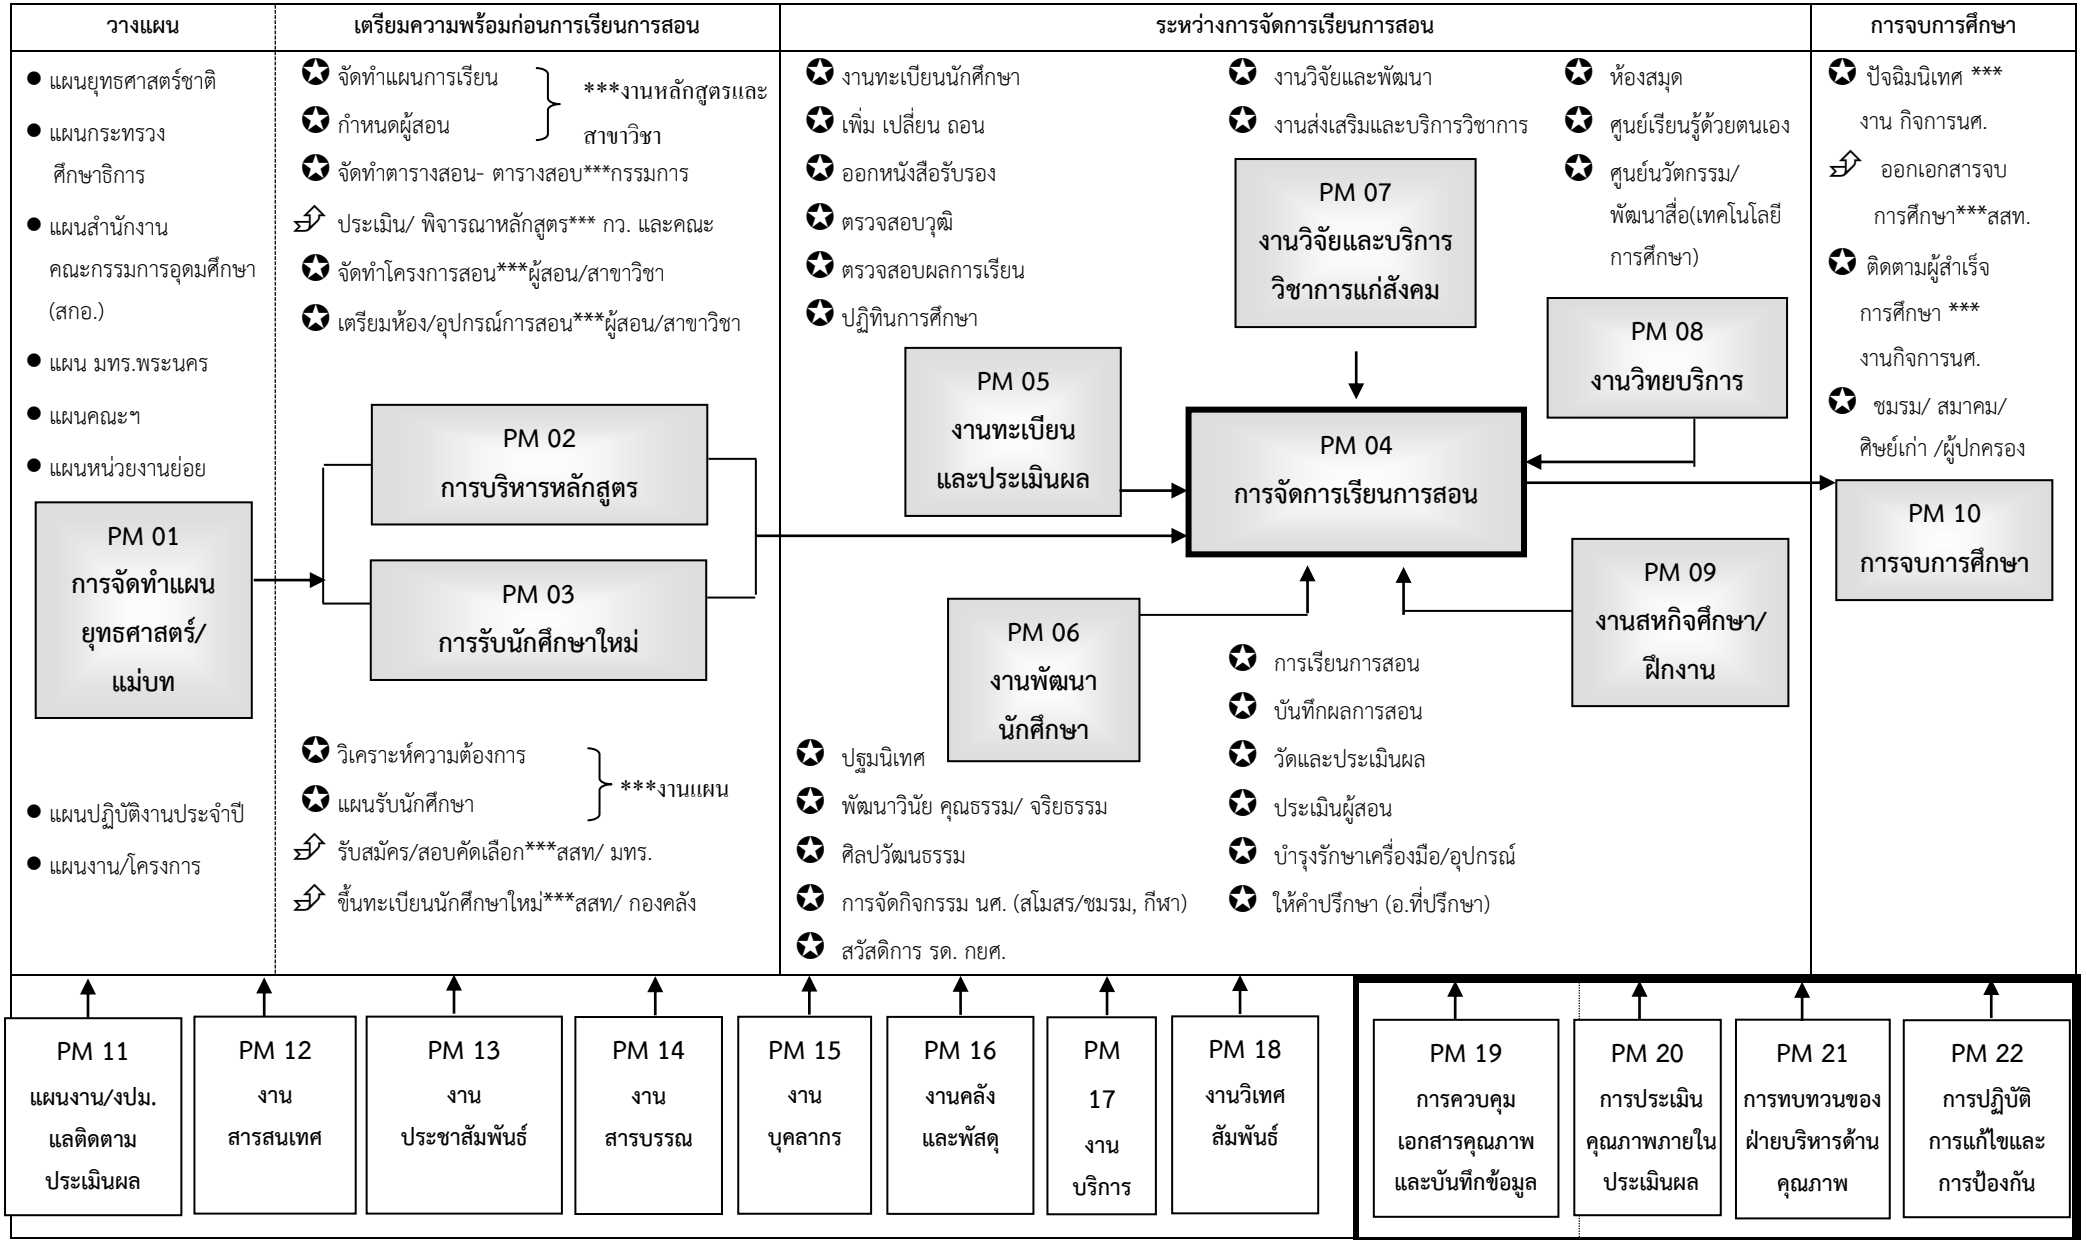 วางแผน
เตรียมความพร้อมก่อนการเรียนการสอน
ระหว่างการจัดการเรียนการสอน
การจบการศึกษา
แผนยุทธศาสตร์ชาติ
แผนกระทรวง
ศึกษาธิการ
แผนสำนักงาน
คณะกรรมการอุดมศึกษา
(สกอ.)
แผน มทร.พระนคร
แผนคณะฯ
แผนหน่วยงานย่อย
PM 01
การจัดทำแผน
ยุทธศาสตร์/
แม่บท
แผนปฏิบัติงานประจำปี
แผนงาน/โครงการ
จัดทำแผนการเรียน
กำหนดผู้สอน
***งานหลักสูตรและ
สาขาวิชา
จัดทำตารางสอน- ตารางสอบ***กรรมการ
ประเมิน/ พิจารณาหลักสูตร*** กว. และคณะ
จัดทำโครงการสอน***ผู้สอน/สาขาวิชา
เตรียมห้อง/อุปกรณ์การสอน***ผู้สอน/สาขาวิชา
PM 02
การบริหารหลักสูตร
PM 03
การรับนักศึกษาใหม่
วิเคราะห์ความต้องการ
แผนรับนักศึกษา
***งานแผน
รับสมัคร/สอบคัดเลือก***สสท/ มทร.
ขึ้นทะเบียนนักศึกษาใหม่***สสท/ กองคลัง
งานทะเบียนนักศึกษา
เพิ่ม เปลี่ยน ถอน
ออกหนังสือรับรอง
ตรวจสอบวุฒิ
ตรวจสอบผลการเรียน
ปฏิทินการศึกษา
PM 05
งานทะเบียน
และประเมินผล
งานวิจัยและพัฒนา
งานส่งเสริมและบริการวิชาการ
PM 07
งานวิจัยและบริการ
วิชาการแก่สังคม
ห้องสมุด
ศูนย์เรียนรู้ด้วยตนเอง
ศูนย์นวัตกรรม/
พัฒนาสื่อ(เทคโนโลยี
การศึกษา)
PM 08
งานวิทยบริการ
PM 04
การจัดการเรียนการสอน
PM 06
งานพัฒนา
นักศึกษา
PM 09
งานสหกิจศึกษา/
ฝึกงาน
ปฐมนิเทศ
พัฒนาวินัย คุณธรรม/ จริยธรรม
ศิลปวัฒนธรรม
การจัดกิจกรรม นศ. (สโมสร/ชมรม, กีฬา)
สวัสดิการ รด. กยศ.
การเรียนการสอน
บันทึกผลการสอน
วัดและประเมินผล
ประเมินผู้สอน
บำรุงรักษาเครื่องมือ/อุปกรณ์
ให้คำปรึกษา (อ.ที่ปรึกษา)
ปัจฉิมนิเทศ ***
งาน กิจการนศ.
ออกเอกสารจบ
การศึกษา***สสท.
ติดตามผู้สำเร็จ
การศึกษา ***
งานกิจการนศ.
ชมรม/ สมาคม/
ศิษย์เก่า /ผู้ปกครอง
PM 10
การจบการศึกษา
PM 11
แผนงาน/งปม.
แลติดตาม
ประเมินผล
PM 12
งาน
สารสนเทศ
PM 13
งาน
ประชาสัมพันธ์
PM 14
งาน
สารบรรณ
PM 15
งาน
บุคลากร
PM 16
งานคลัง
และพัสดุ
PM
17
งาน
บริการ
PM 18
งานวิเทศ
สัมพันธ์
PM 19
การควบคุม
เอกสารคุณภาพ
และบันทึกข้อมูล
PM 20
การประเมิน
คุณภาพภายใน
ประเมินผล
PM 21
การทบทวนของ
ฝ่ายบริหารด้าน
คุณภาพ
PM 22
การปฏิบัติ
การแก้ไขและ
การป้องกัน